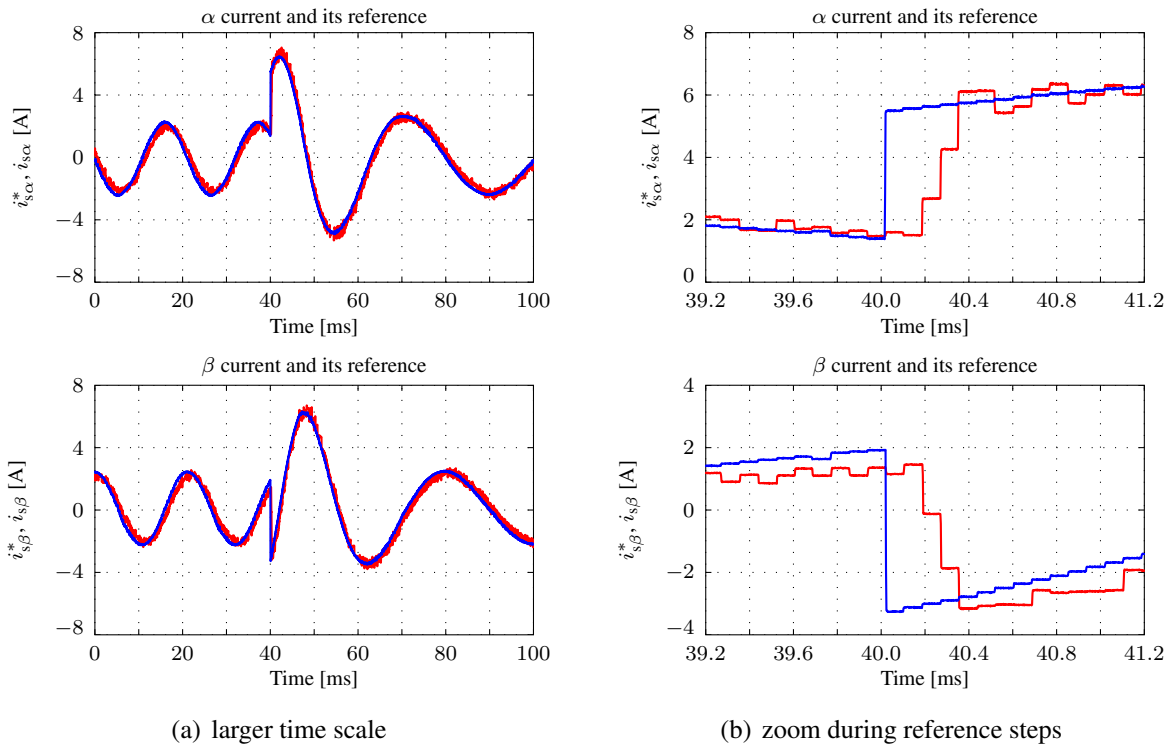 α current and its reference
8
4
0
−4
−8
i*sα, isα [A]
0 20 40 60 80 100
Time [ms]
α current and its reference
8
6
4
2
0
i*sα, isα [A]
39.2 39.6 40.0 40.4 40.8 41.2
Time [ms]
β current and its reference
8
4
0
−4
−8
i*sβ, isβ [A]
0 20 40 60 80 100
Time [ms]
β current and its reference
4
2
0
−2
−4
i*sβ, isβ [A]
39.2 39.6 40.0 40.4 40.8 41.2
Time [ms]
(a) larger time scale
(b) zoom during reference steps